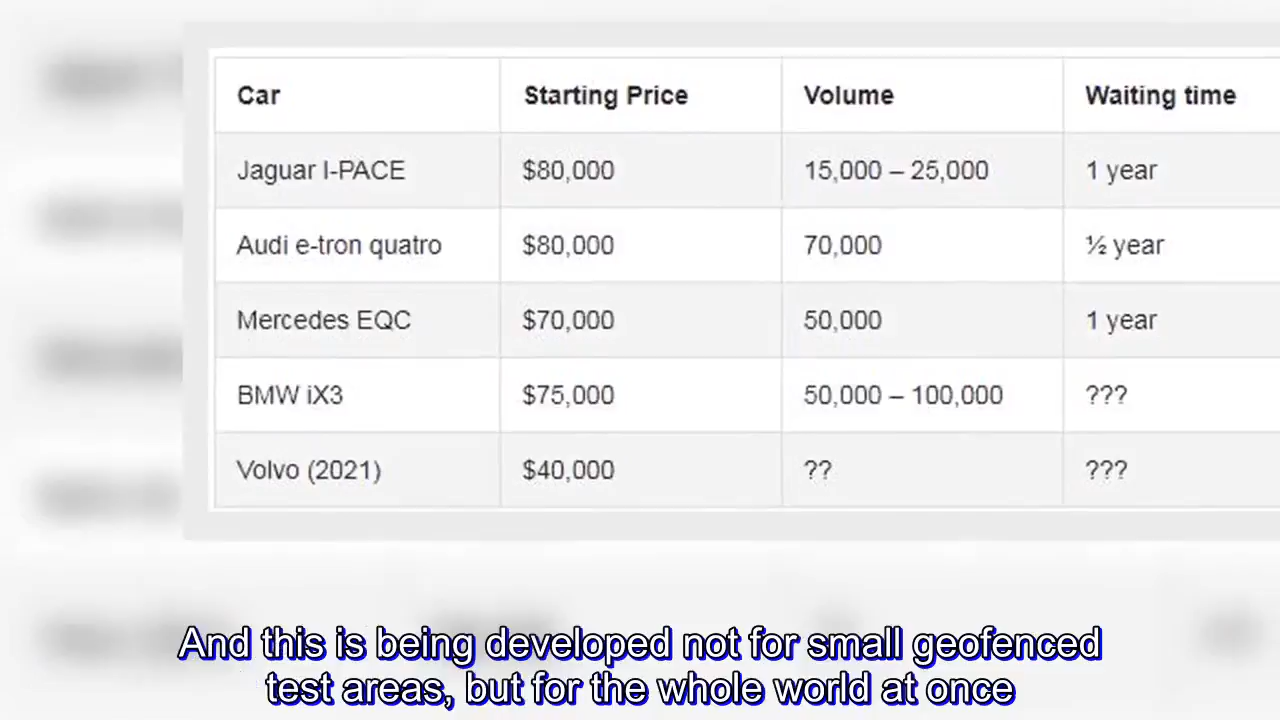 Car Starting Price Volume Waiting time
Jaguar I-PACE $80,000 15,000 – 25,000 1 year
Audi e-tron quatro $80,000 70,000 ½ year
Mercedes EQC $70,000 50,000 1 year
BMW iX3 $75,000 50,000 – 100,000 ???
Volvo (2021) $40,000 ?? ???
And this is being developed not for small geofenced
test areas, but for the whole world at once